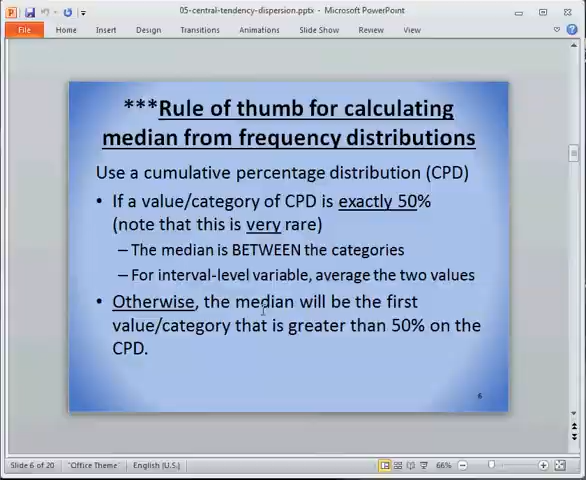 05-central-tendency-dispersion.pptx - Microsoft PowerPoint
File Home Insert Design Transitions Animations Slide Show Review View
***Rule of thumb for calculating
median from frequency distributions
Use a cumulative percentage distribution (CPD)
• If a value/category of CPD is exactly 50%
(note that this is very rare)
– The median is BETWEEN the categories
– For interval-level variable, average the two values
• Otherwise, the median will be the first
value/category that is greater than 50% on the
CPD.
6
Slide 6 of 20 "Office Theme" English (U.S.) 66%